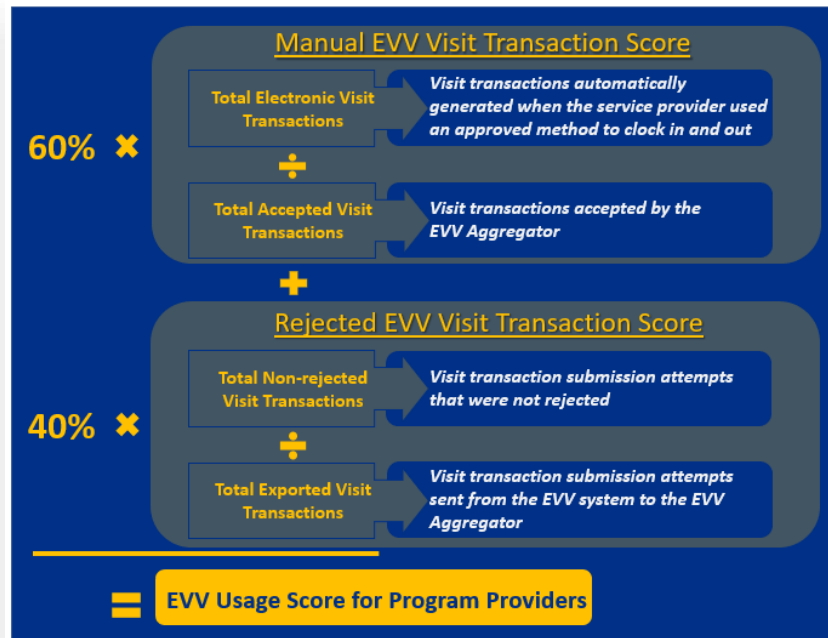 Manual EVV Visit Transaction Score
60% ✖
Total Electronic Visit
Transactions
Visit transactions automatically
generated when the service provider used
an approved method to clock in and out
÷
Total Accepted Visit
Transactions
Visit transactions accepted by the
EVV Aggregator
+
Rejected EVV Visit Transaction Score
40% ✖
Total Non-rejected
Visit Transactions
Visit transaction submission attempts
that were not rejected
÷
Total Exported Visit
Transactions
Visit transaction submission attempts
sent from the EVV system to the EVV
Aggregator
= EVV Usage Score for Program Providers